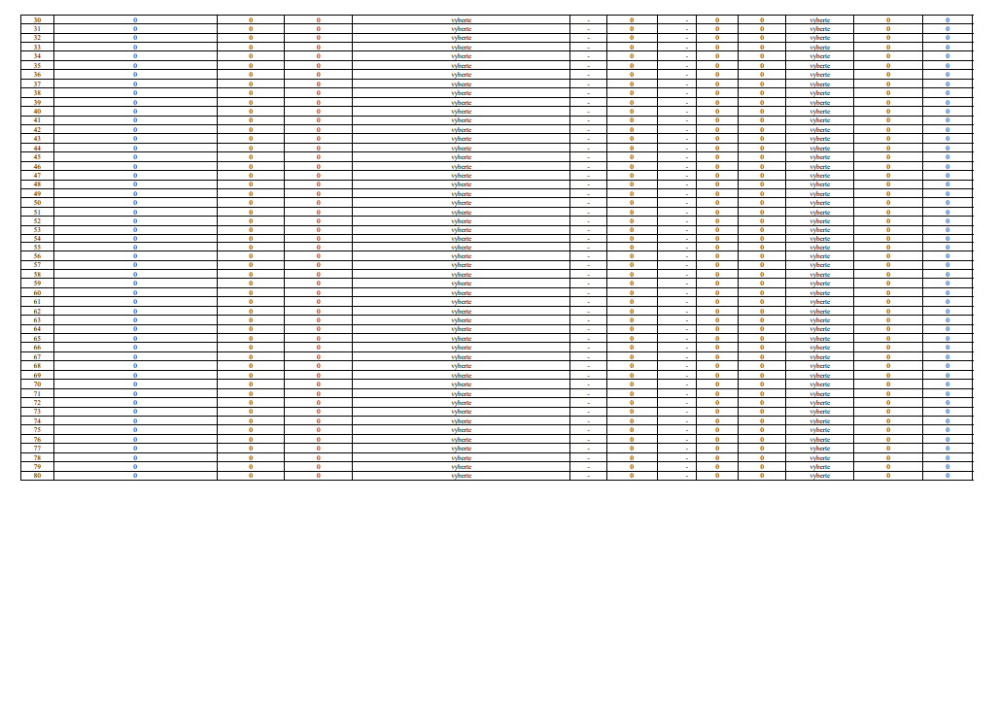 30 0 0 0 vyberte - 0 - 0 0 vyberte 0 0
31 0 0 0 vyberte - 0 - 0 0 vyberte 0 0
32 0 0 0 vyberte - 0 - 0 0 vyberte 0 0
33 0 0 0 vyberte - 0 - 0 0 vyberte 0 0
34 0 0 0 vyberte - 0 - 0 0 vyberte 0 0
35 0 0 0 vyberte - 0 - 0 0 vyberte 0 0
36 0 0 0 vyberte - 0 - 0 0 vyberte 0 0
37 0 0 0 vyberte - 0 - 0 0 vyberte 0 0
38 0 0 0 vyberte - 0 - 0 0 vyberte 0 0
39 0 0 0 vyberte - 0 - 0 0 vyberte 0 0
40 0 0 0 vyberte - 0 - 0 0 vyberte 0 0
41 0 0 0 vyberte - 0 - 0 0 vyberte 0 0
42 0 0 0 vyberte - 0 - 0 0 vyberte 0 0
43 0 0 0 vyberte - 0 - 0 0 vyberte 0 0
44 0 0 0 vyberte - 0 - 0 0 vyberte 0 0
45 0 0 0 vyberte - 0 - 0 0 vyberte 0 0
46 0 0 0 vyberte - 0 - 0 0 vyberte 0 0
47 0 0 0 vyberte - 0 - 0 0 vyberte 0 0
48 0 0 0 vyberte - 0 - 0 0 vyberte 0 0
49 0 0 0 vyberte - 0 - 0 0 vyberte 0 0
50 0 0 0 vyberte - 0 - 0 0 vyberte 0 0
51 0 0 0 vyberte - 0 - 0 0 vyberte 0 0
52 0 0 0 vyberte - 0 - 0 0 vyberte 0 0
53 0 0 0 vyberte - 0 - 0 0 vyberte 0 0
54 0 0 0 vyberte - 0 - 0 0 vyberte 0 0
55 0 0 0 vyberte - 0 - 0 0 vyberte 0 0
56 0 0 0 vyberte - 0 - 0 0 vyberte 0 0
57 0 0 0 vyberte - 0 - 0 0 vyberte 0 0
58 0 0 0 vyberte - 0 - 0 0 vyberte 0 0
59 0 0 0 vyberte - 0 - 0 0 vyberte 0 0
60 0 0 0 vyberte - 0 - 0 0 vyberte 0 0
61 0 0 0 vyberte - 0 - 0 0 vyberte 0 0
62 0 0 0 vyberte - 0 - 0 0 vyberte 0 0
63 0 0 0 vyberte - 0 - 0 0 vyberte 0 0
64 0 0 0 vyberte - 0 - 0 0 vyberte 0 0
65 0 0 0 vyberte - 0 - 0 0 vyberte 0 0
66 0 0 0 vyberte - 0 - 0 0 vyberte 0 0
67 0 0 0 vyberte - 0 - 0 0 vyberte 0 0
68 0 0 0 vyberte - 0 - 0 0 vyberte 0 0
69 0 0 0 vyberte - 0 - 0 0 vyberte 0 0
70 0 0 0 vyberte - 0 - 0 0 vyberte 0 0
71 0 0 0 vyberte - 0 - 0 0 vyberte 0 0
72 0 0 0 vyberte - 0 - 0 0 vyberte 0 0
73 0 0 0 vyberte - 0 - 0 0 vyberte 0 0
74 0 0 0 vyberte - 0 - 0 0 vyberte 0 0
75 0 0 0 vyberte - 0 - 0 0 vyberte 0 0
76 0 0 0 vyberte - 0 - 0 0 vyberte 0 0
77 0 0 0 vyberte - 0 - 0 0 vyberte 0 0
78 0 0 0 vyberte - 0 - 0 0 vyberte 0 0
79 0 0 0 vyberte - 0 - 0 0 vyberte 0 0
80 0 0 0 vyberte - 0 - 0 0 vyberte 0 0